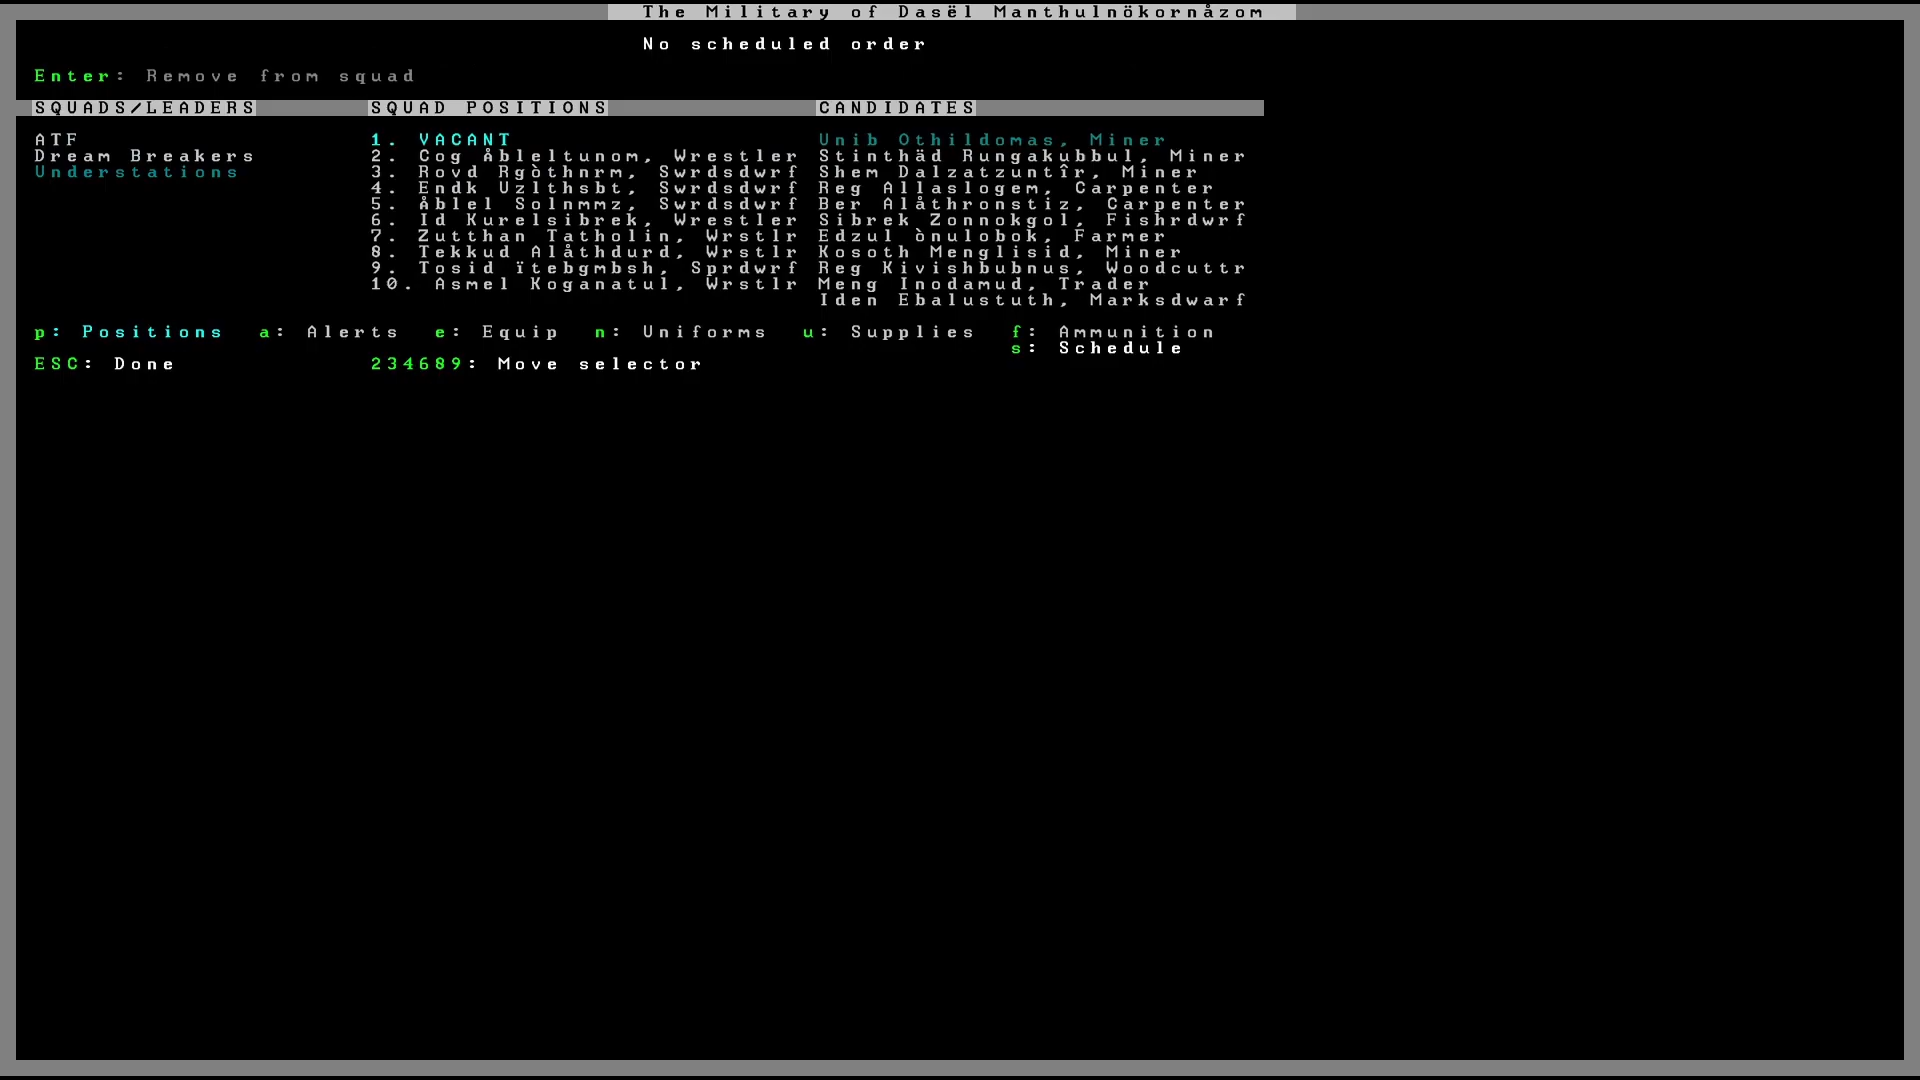 The Military of Dasël Manthulnökornåzom
No scheduled order
Enter: Remove from squad
SQUADS/LEADERS SQUAD POSITIONS CANDIDATES
ATF 1. VACANT Unib Othildomas, Miner
Dream Breakers 2. Cog Åbleltunom, Wrestler Stinthäd Rungakubbul, Miner
Understations 3. Rovd Rgòthnrm, Swrdsdwrf Shem Dalzatzuntîr, Miner
4. Endk Uzlthsbt, Swrdsdwrf Reg Allaslogem, Carpenter
5. Åblel Solnmmz, Swrdsdwrf Ber Alåthronstiz, Carpenter
6. Id Kurelsibrek, Wrestler Sibrek Zonnokgol, Fishrdwrf
7. Zutthan Tatholin, Wrstlr Edzul ònulobok, Farmer
8. Tekkud Alåthdurd, Wrstlr Kosoth Menglisid, Miner
9. Tosid ïtebgmbsh, Sprdwrf Reg Kivishbubnus, Woodcuttr
10. Asmel Koganatul, Wrstlr Meng Inodamud, Trader
Iden Ebalustuth, Marksdwarf
p: Positions a: Alerts e: Equip n: Uniforms u: Supplies f: Ammunition
s: Schedule
ESC: Done 234689: Move selector